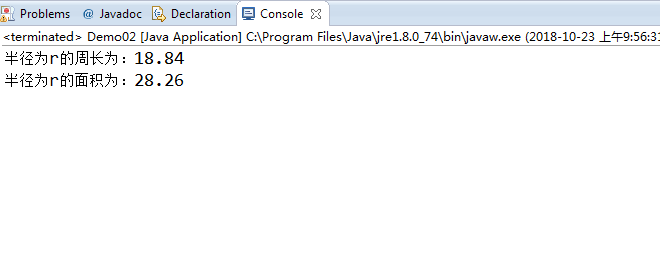 Problems @ Javadoc Declaration Console
<terminated> Demo02 [Java Application] C:\Program Files\Java\jre1.8.0_74\bin\javaw.exe (2018-10-23 上午9:56:31
半径为r的周长为：18.84
半径为r的面积为：28.26